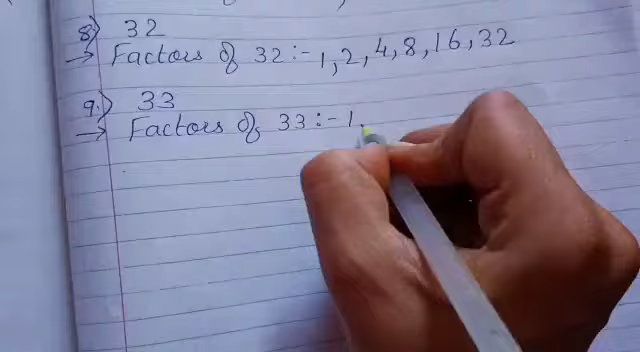 8) 32
→ Factors of 32 :- 1, 2, 4, 8, 16, 32
9.) 33
→ Factors of 33 :- 1,